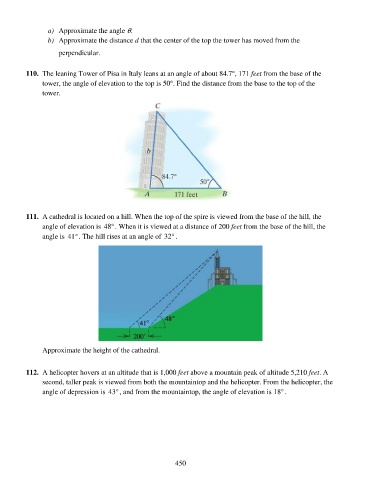 a) Approximate the angle θ.
b) Approximate the distance d that the center of the top the tower has moved from the
perpendicular.
110. The leaning Tower of Pisa in Italy leans at an angle of about 84.7°, 171 feet from the base of the
tower, the angle of elevation to the top is 50°. Find the distance from the base to the top of the
tower.
C
b
84.7°
50°
A 171 feet B
111. A cathedral is located on a hill. When the top of the spire is viewed from the base of the hill, the
angle of elevation is 48°. When it is viewed at a distance of 200 feet from the base of the hill, the
angle is 41°. The hill rises at an angle of 32°.
41° 48°
200'
Approximate the height of the cathedral.
112. A helicopter hovers at an altitude that is 1,000 feet above a mountain peak of altitude 5,210 feet. A
second, taller peak is viewed from both the mountaintop and the helicopter. From the helicopter, the
angle of depression is 43°, and from the mountaintop, the angle of elevation is 18°.
450